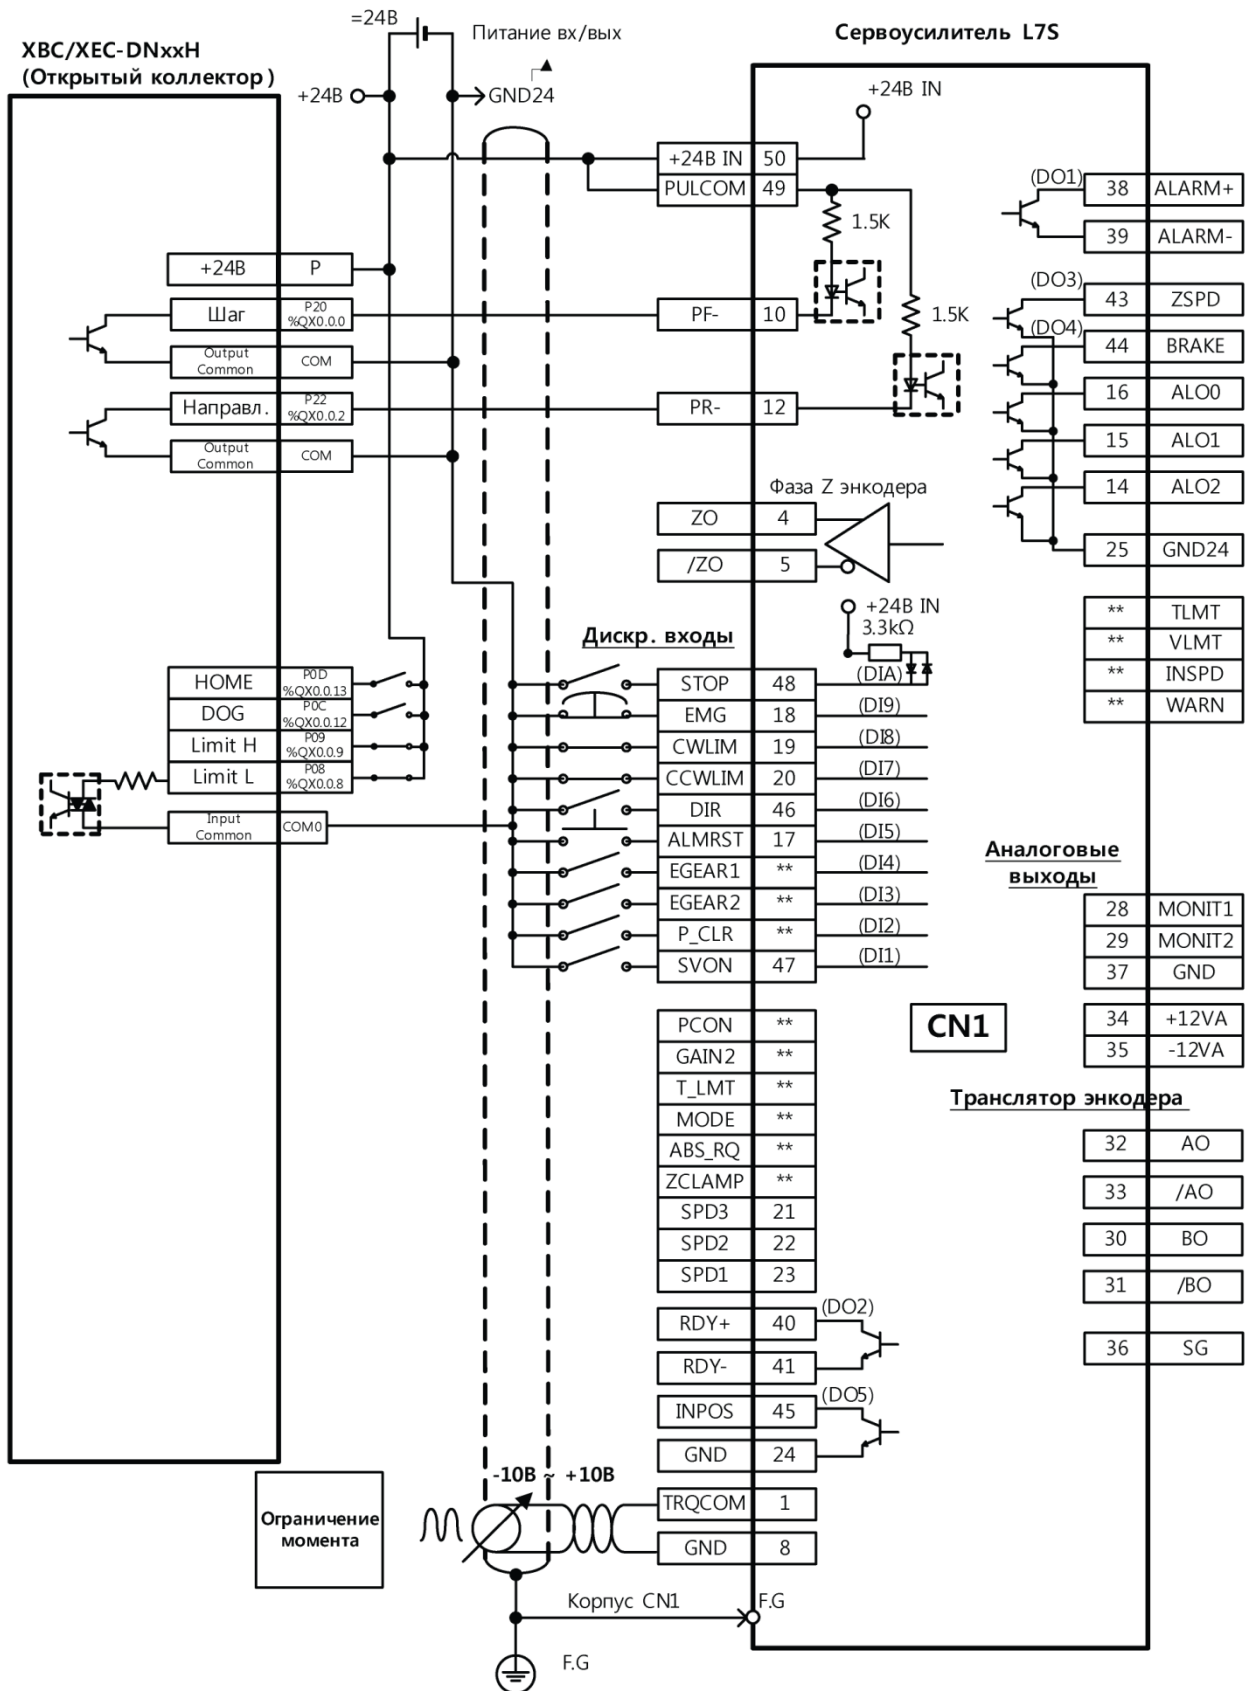 =24В
Питание вх/вых
Сервоусилитель L7S
XBC/XEC-DNxxH
(Открытый коллектор)
+24В
GND24
+24В IN
+24В IN 50
PULCOM 49
1.5K
1.5K
(DO1)
38 ALARM+
39 ALARM-
+24В P
Шаг P20 %QX0.0.0
Output Common COM
Направл. P22 %QX0.0.2
Output Common COM
PF- 10
PR- 12
(DO3)
43 ZSPD
(DO4)
44 BRAKE
16 ALO0
15 ALO1
14 ALO2
25 GND24
Фаза Z энкодера
ZO 4
/ZO 5
+24В IN
3.3kΩ
** TLMT
** VLMT
** INSPD
** WARN
Дискр. входы
HOME P0D %QX0.0.13
DOG P0C %QX0.0.12
Limit H P09 %QX0.0.9
Limit L P08 %QX0.0.8
Input Common COM0
STOP 48 (DIA)
EMG 18 (DI9)
CWLIM 19 (DI8)
CCWLIM 20 (DI7)
DIR 46 (DI6)
ALMRST 17 (DI5)
EGEAR1 ** (DI4)
EGEAR2 ** (DI3)
P_CLR ** (DI2)
SVON 47 (DI1)
Аналоговые
выходы
28 MONIT1
29 MONIT2
37 GND
34 +12VA
35 -12VA
CN1
PCON **
GAIN2 **
T_LMT **
MODE **
ABS_RQ **
ZCLAMP **
SPD3 21
SPD2 22
SPD1 23
Транслятор энкодера
32 AO
33 /AO
30 BO
31 /BO
36 SG
RDY+ 40 (DO2)
RDY- 41
INPOS 45 (DO5)
GND 24
-10В ~ +10В
Ограничение
момента
TRQCOM 1
GND 8
Корпус CN1
F.G
F.G